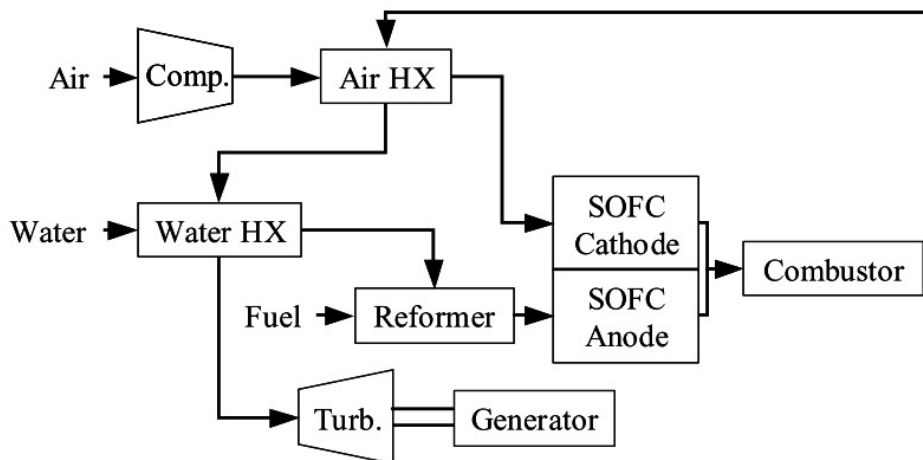 Air
Comp.
Air HX
Water
Water HX
SOFC
Cathode
Combustor
Fuel
Reformer
SOFC
Anode
Turb.
Generator